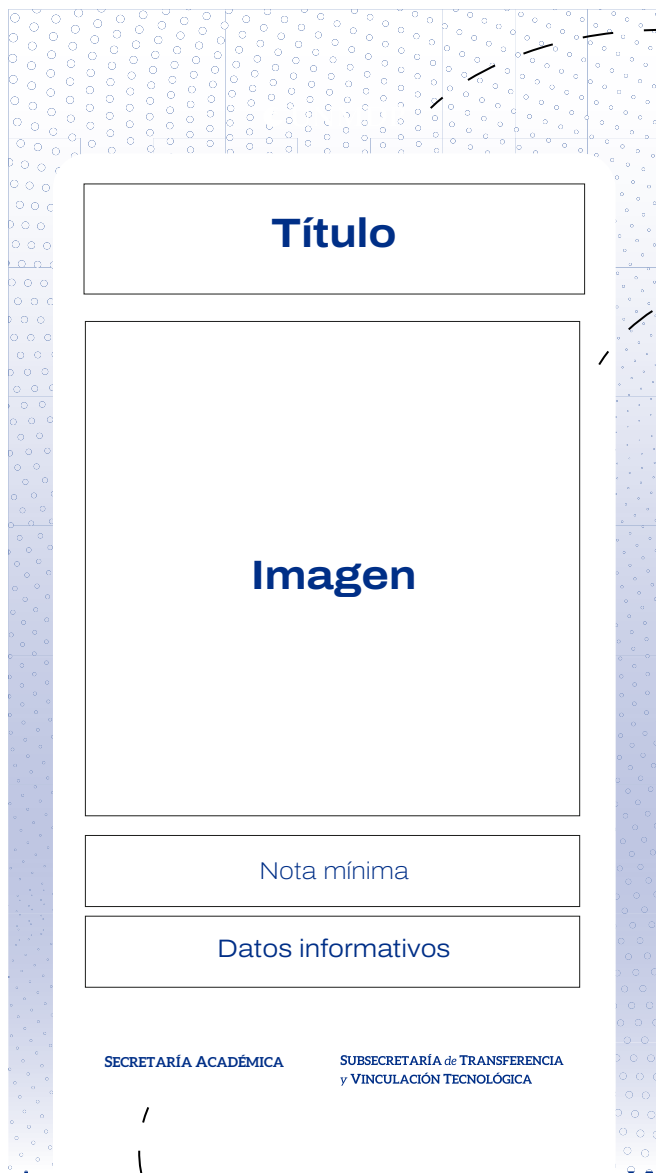 Título
Imagen
Nota mínima
Datos informativos
SECRETARÍA ACADÉMICA
SUBSECRETARÍA de TRANSFERENCIA
y VINCULACIÓN TECNOLÓGICA